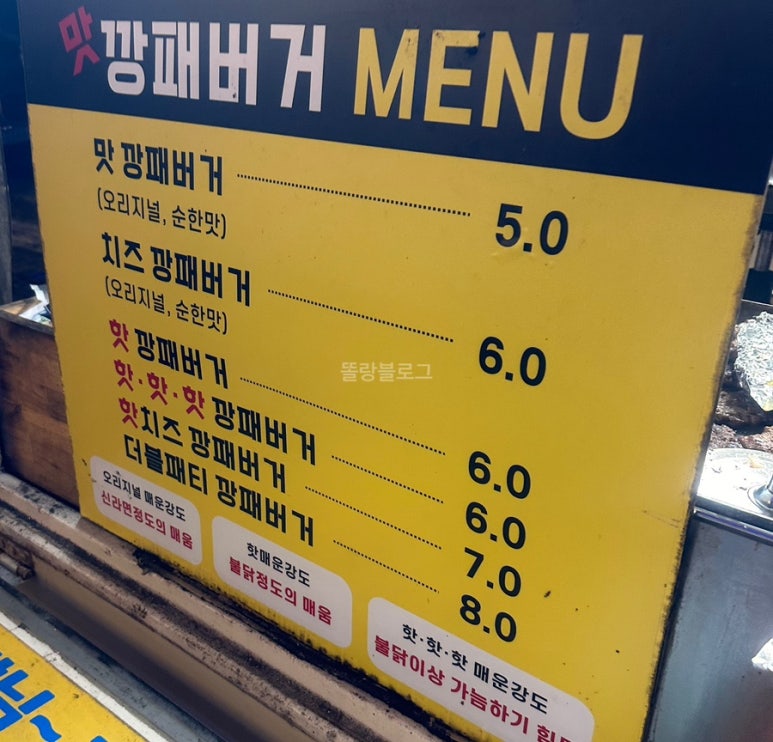 맛깡패버거 MENU
맛 깡패버거 5.0
(오리지널, 순한맛)
치즈 깡패버거 6.0
(오리지널, 순한맛)
핫 깡패버거 6.0
핫·핫·핫 깡패버거 6.0
핫치즈 깡패버거 7.0
더블패티 깡패버거 8.0
똘랑블로그
오리지널 매운강도
신라면정도의 매움
핫매운강도
불닭정도의 매움
핫·핫·핫 매운강도
불닭이상 가늠하기 힘